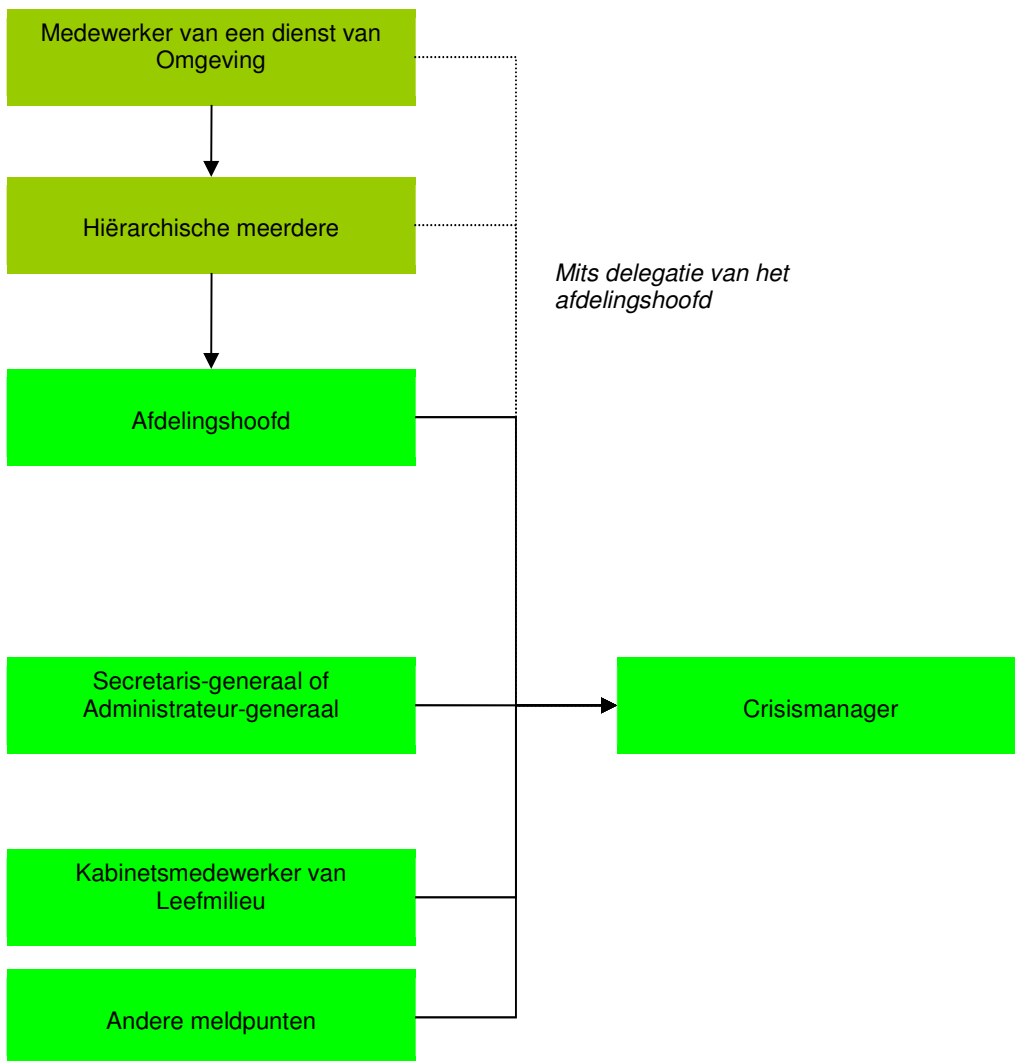 Medewerker van een dienst van
Omgeving
Hiërarchische meerdere
Mits delegatie van het
afdelingshoofd
Afdelingshoofd
Secretaris-generaal of
Administrateur-generaal
Crisismanager
Kabinetsmedewerker van
Leefmilieu
Andere meldpunten